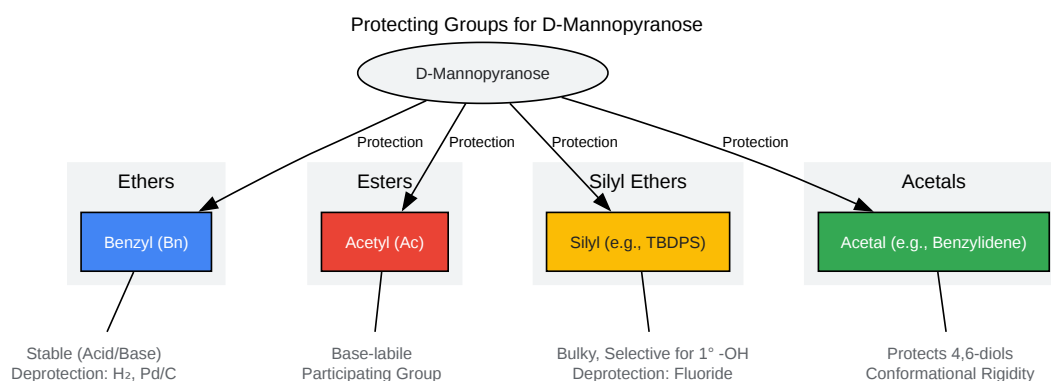 Protecting Groups for D-Mannopyranose
D-Mannopyranose
Protection
Protection
Protection
Protection
Ethers
Esters
Silyl Ethers
Acetals
Benzyl (Bn)
Acetyl (Ac)
Silyl (e.g., TBDPS)
Acetal (e.g., Benzylidene)
Stable (Acid/Base)
Deprotection: H₂, Pd/C
Base-labile
Participating Group
Bulky, Selective for 1° -OH
Deprotection: Fluoride
Protects 4,6-diols
Conformational Rigidity